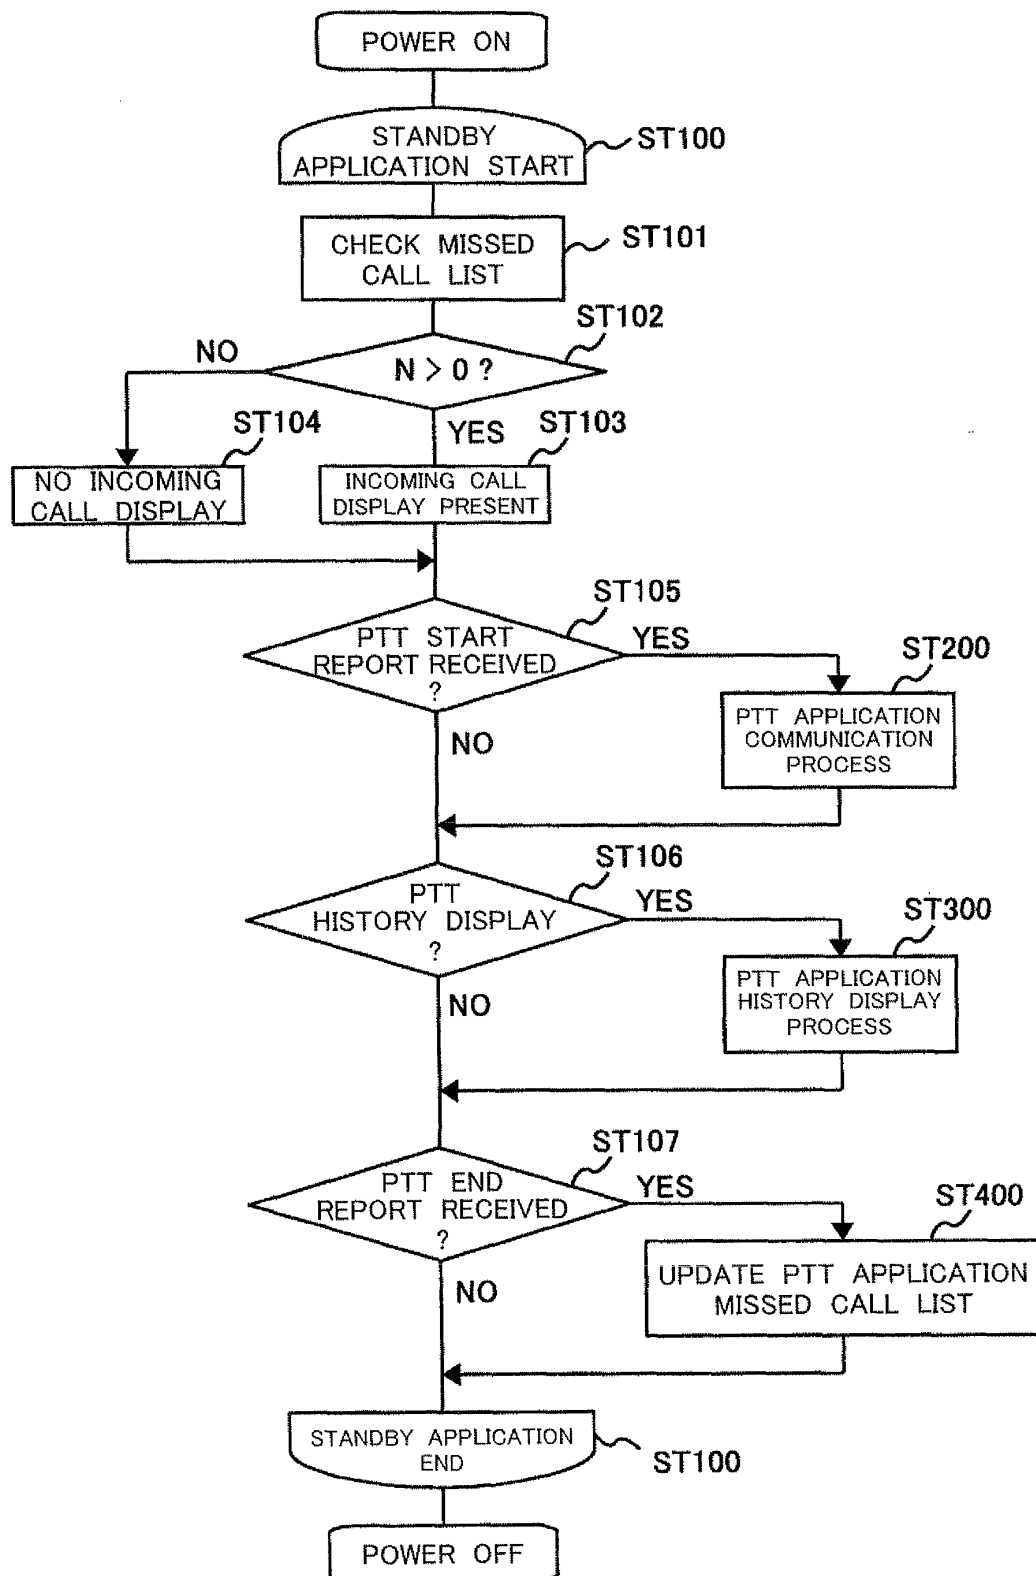 POWER ON
STANDBY
APPLICATION START
ST100
CHECK MISSED
CALL LIST
ST101
ST102
N > 0 ?
NO
YES
ST104
NO INCOMING
CALL DISPLAY
ST103
INCOMING CALL
DISPLAY PRESENT
ST105
PTT START
REPORT RECEIVED
?
YES
NO
ST200
PTT APPLICATION
COMMUNICATION
PROCESS
ST106
PTT
HISTORY DISPLAY
?
YES
NO
ST300
PTT APPLICATION
HISTORY DISPLAY
PROCESS
ST107
PTT END
REPORT RECEIVED
?
YES
NO
ST400
UPDATE PTT APPLICATION
MISSED CALL LIST
STANDBY APPLICATION
END
ST100
POWER OFF